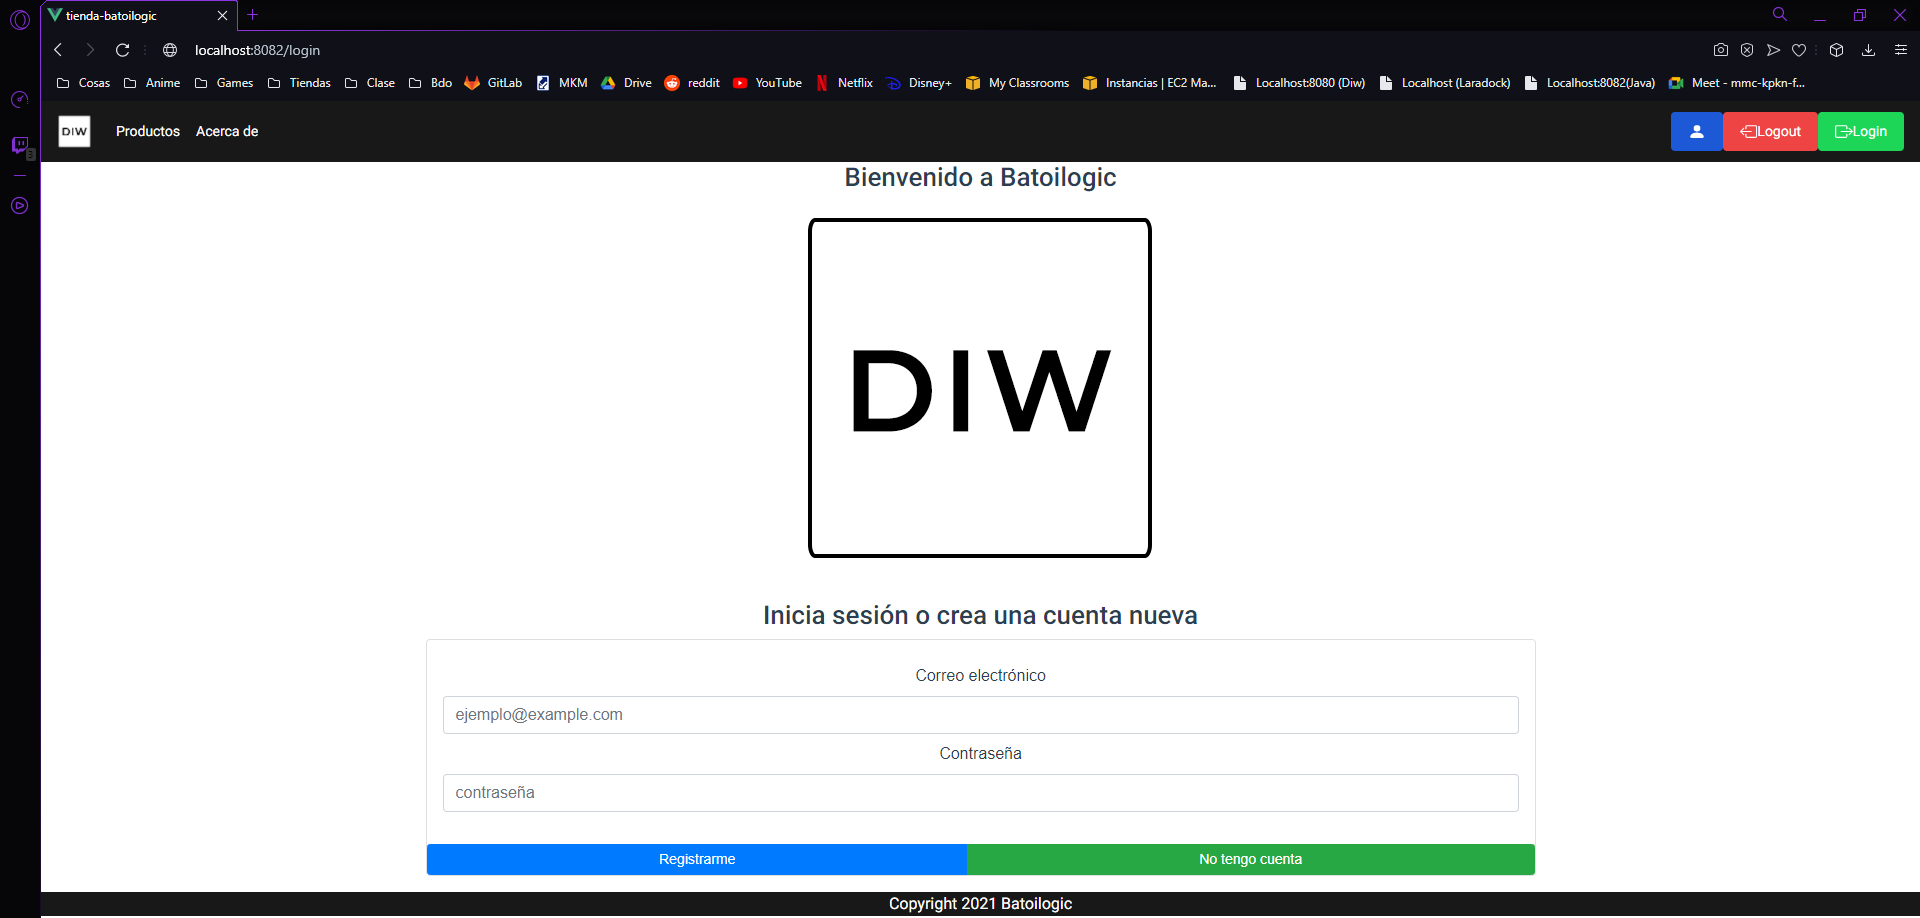 tienda-batoilogic
localhost:8082/login
Cosas Anime Games Tiendas Clase Bdo GitLab MKM Drive reddit YouTube Netflix Disney+ My Classrooms Instancias | EC2 Ma... Localhost:8080 (Diw) Localhost (Laradock) Localhost:8082(Java) Meet - mmc-kpkn-f...
DIW Productos Acerca de Logout Login
Bienvenido a Batoilogic
DIW
Inicia sesión o crea una cuenta nueva
Correo electrónico
ejemplo@example.com
Contraseña
contraseña
Registrarme No tengo cuenta
Copyright 2021 Batoilogic